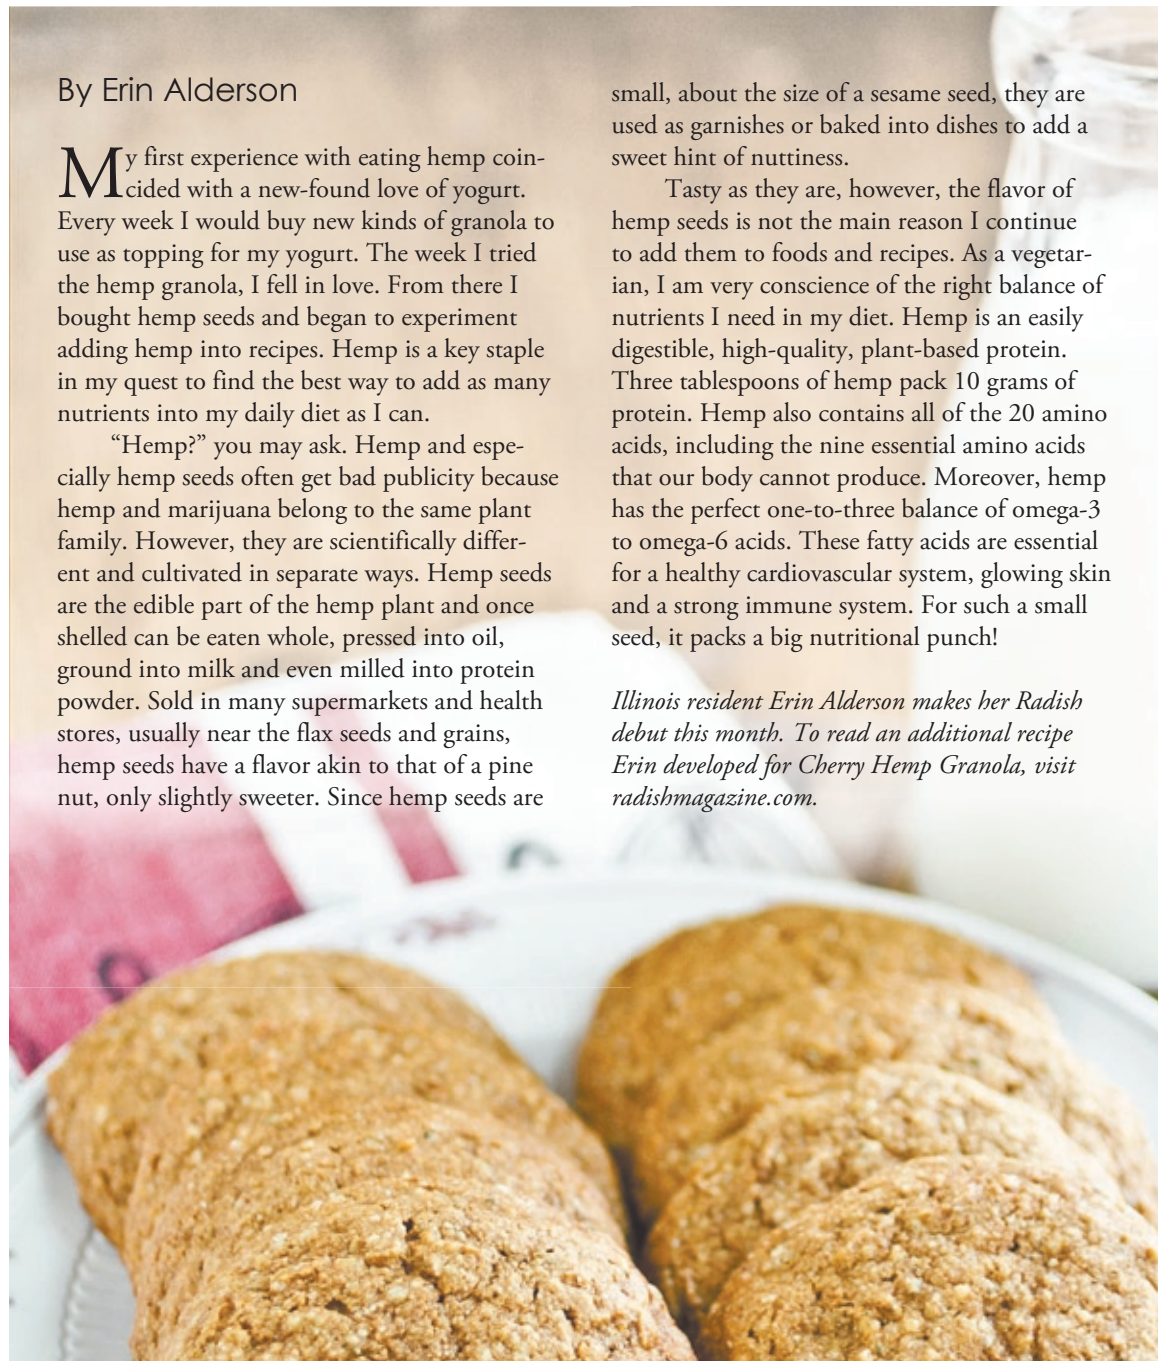 By Erin Alderson
My first experience with eating hemp coin-
cided with a new-found love of yogurt.
Every week I would buy new kinds of granola to
use as topping for my yogurt. The week I tried
the hemp granola, I fell in love. From there I
bought hemp seeds and began to experiment
adding hemp into recipes. Hemp is a key staple
in my quest to find the best way to add as many
nutrients into my daily diet as I can.
“Hemp?” you may ask. Hemp and espe-
cially hemp seeds often get bad publicity because
hemp and marijuana belong to the same plant
family. However, they are scientifically differ-
ent and cultivated in separate ways. Hemp seeds
are the edible part of the hemp plant and once
shelled can be eaten whole, pressed into oil,
ground into milk and even milled into protein
powder. Sold in many supermarkets and health
stores, usually near the flax seeds and grains,
hemp seeds have a flavor akin to that of a pine
nut, only slightly sweeter. Since hemp seeds are
small, about the size of a sesame seed, they are
used as garnishes or baked into dishes to add a
sweet hint of nuttiness.
Tasty as they are, however, the flavor of
hemp seeds is not the main reason I continue
to add them to foods and recipes. As a vegetar-
ian, I am very conscience of the right balance of
nutrients I need in my diet. Hemp is an easily
digestible, high-quality, plant-based protein.
Three tablespoons of hemp pack 10 grams of
protein. Hemp also contains all of the 20 amino
acids, including the nine essential amino acids
that our body cannot produce. Moreover, hemp
has the perfect one-to-three balance of omega-3
to omega-6 acids. These fatty acids are essential
for a healthy cardiovascular system, glowing skin
and a strong immune system. For such a small
seed, it packs a big nutritional punch!
Illinois resident Erin Alderson makes her Radish
debut this month. To read an additional recipe
Erin developed for Cherry Hemp Granola, visit
radishmagazine.com.